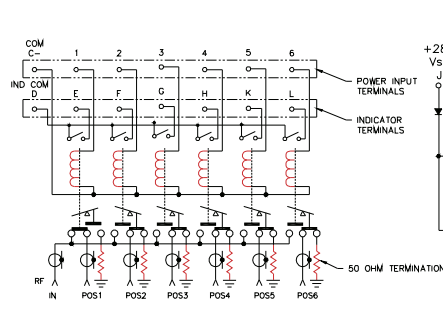 COM
C- 1 2 3 4 5 6
+28
Vs
J
IND COM
D E F G H K L
POWER INPUT
TERMINALS
INDICATOR
TERMINALS
50 OHM TERMINATION
RF
IN POS1 POS2 POS3 POS4 POS5 POS6